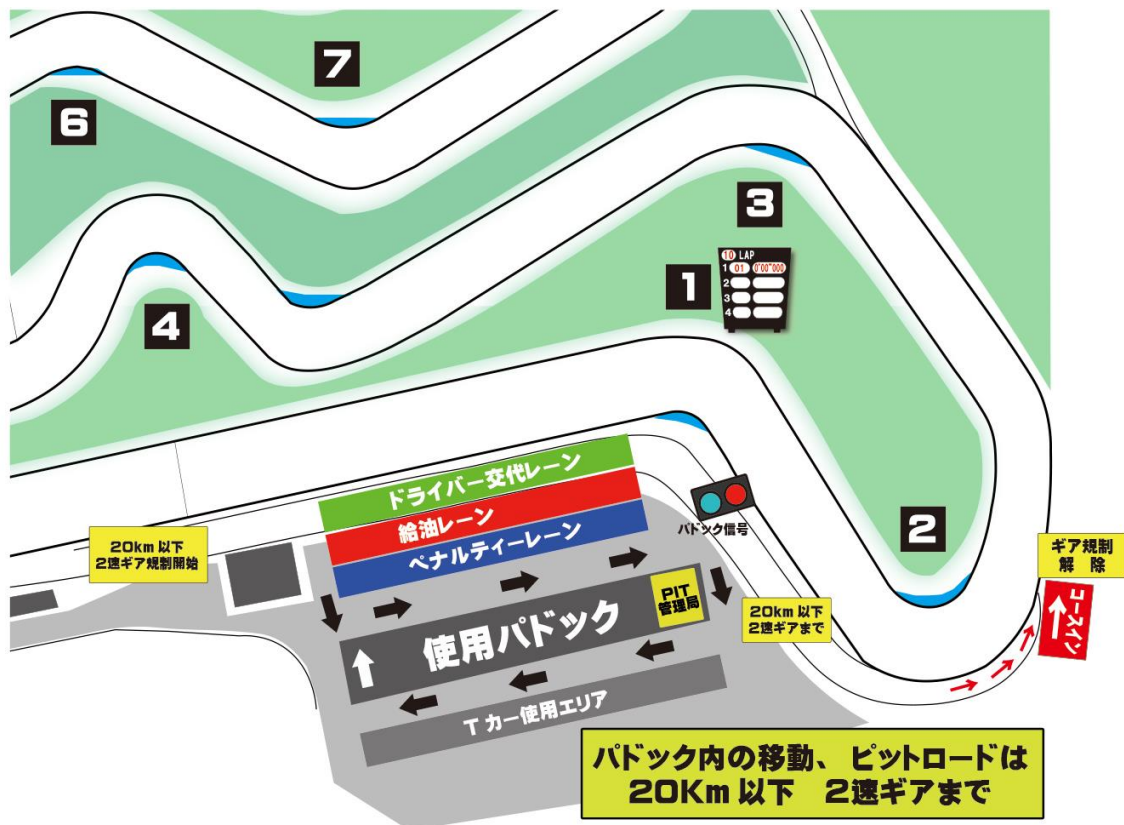 7
6
3
10 LAP
1 01 0'00"000
2
3
4
1
4
ドライバー交代レーン
給油レーン
ペナルティーレーン
パドック信号
2
20km 以下
2速ギア規制開始
ギア規制
解 除
コースイン
PIT
管理局
20km 以下
2速ギアまで
使用パドック
T カー使用エリア
パドック内の移動、ピットロードは
20Km 以下 2速ギアまで